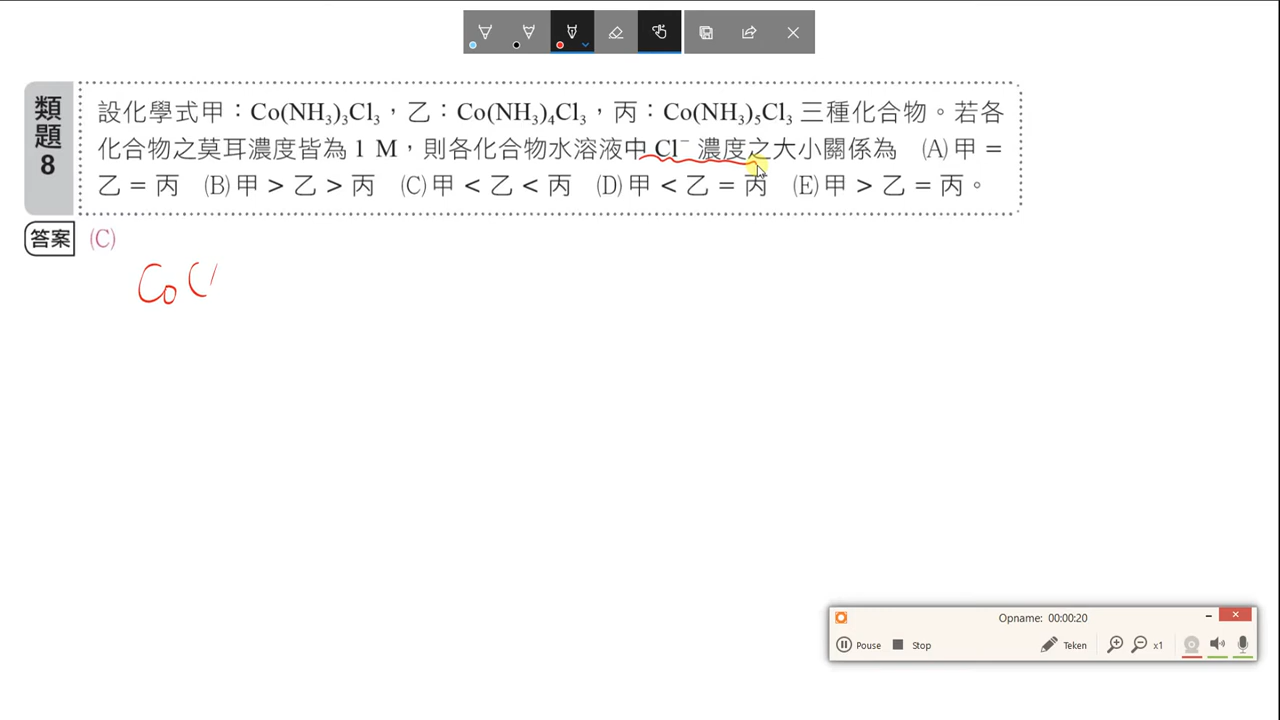 類題8
設化學式甲：Co(NH₃)₃Cl₃，乙：Co(NH₃)₄Cl₃，丙：Co(NH₃)₅Cl₃ 三種化合物。若各
化合物之莫耳濃度皆為 1 M，則各化合物水溶液中 Cl⁻ 濃度之大小關係為 (A) 甲 =
乙 = 丙 (B) 甲 > 乙 > 丙 (C) 甲 < 乙 < 丙 (D) 甲 < 乙 = 丙 (E) 甲 > 乙 = 丙。
答案 (C)
Co(
Opname: 00:00:20
Pause Stop Teken x1